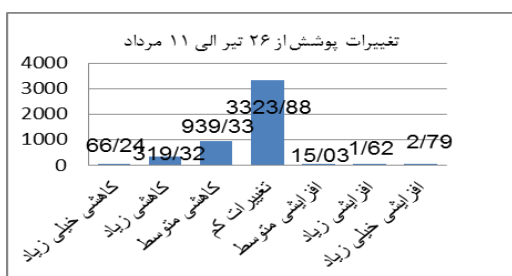 تغییرات پوشش از ۲۶ تیر الی ۱۱ مرداد
4000
3000
2000
1000
0
66/24
319/32
939/33
3323/88
15/03
1/62
2/79
کاهشی خیلی زیاد
کاهشی زیاد
کاهشی متوسط
تغییرات کم
افزایشی متوسط
افزایشی زیاد
افزایشی خیلی زیاد